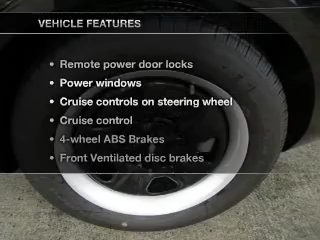 VEHICLE FEATURES
• Remote power door locks
• Power windows
• Cruise controls on steering wheel
• Cruise control
• 4-wheel ABS Brakes
• Front Ventilated disc brakes